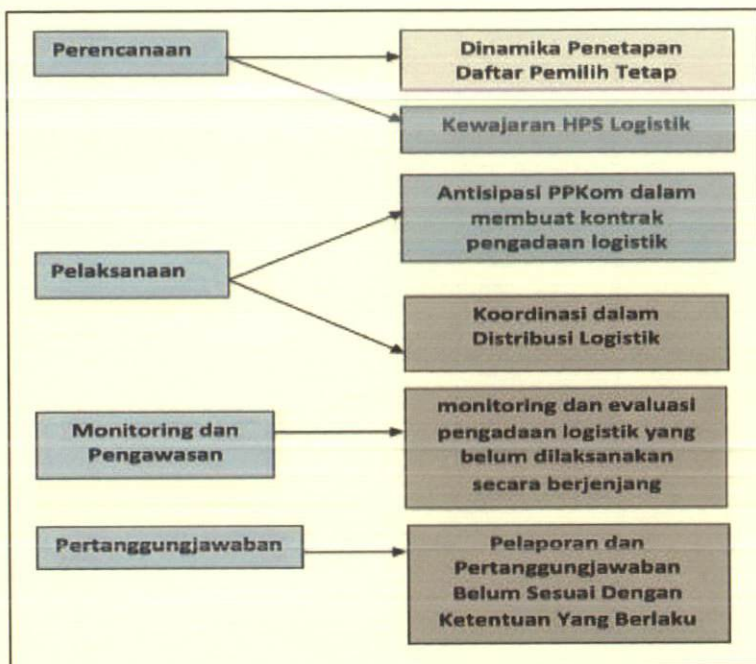 Perencanaan
Dinamika Penetapan
Daftar Pemilih Tetap
Kewajaran HPS Logistik
Antisipasi PPKom dalam
membuat kontrak
pengadaan logistik
Pelaksanaan
Koordinasi dalam
Distribusi Logistik
Monitoring dan
Pengawasan
monitoring dan evaluasi
pengadaan logistik yang
belum dilaksanakan
secara berjenjang
Pertanggungjawaban
Pelaporan dan
Pertanggungjawaban
Belum Sesuai Dengan
Ketentuan Yang Berlaku